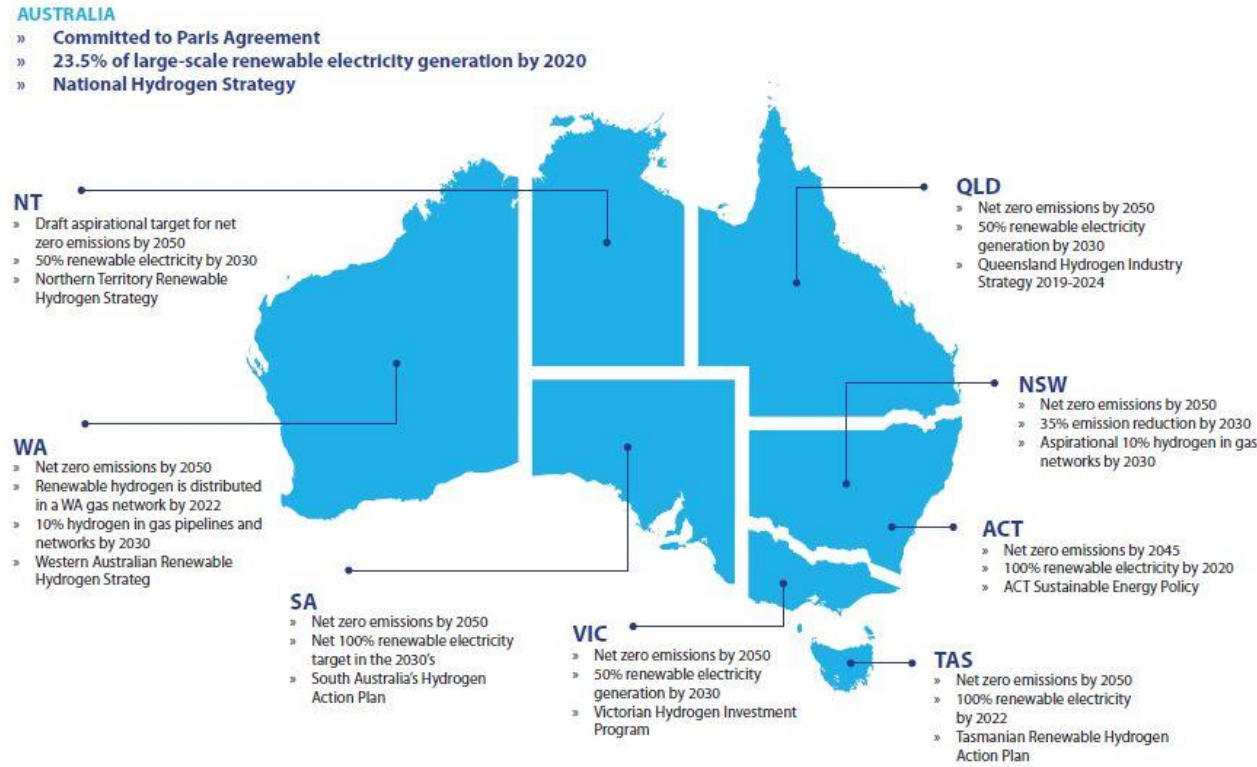 AUSTRALIA
» Committed to Paris Agreement
» 23.5% of large-scale renewable electricity generation by 2020
» National Hydrogen Strategy
NT
» Draft aspirational target for net
zero emissions by 2050
» 50% renewable electricity by 2030
» Northern Territory Renewable
Hydrogen Strategy
QLD
» Net zero emissions by 2050
» 50% renewable electricity
generation by 2030
» Queensland Hydrogen Industry
Strategy 2019-2024
NSW
» Net zero emissions by 2050
» 35% emission reduction by 2030
» Aspirational 10% hydrogen in gas
networks by 2030
WA
» Net zero emissions by 2050
» Renewable hydrogen is distributed
in a WA gas network by 2022
» 10% hydrogen in gas pipelines and
networks by 2030
» Western Australian Renewable
Hydrogen Strateg
ACT
» Net zero emissions by 2045
» 100% renewable electricity by 2020
» ACT Sustainable Energy Policy
SA
» Net zero emissions by 2050
» Net 100% renewable electricity
target in the 2030's
» South Australia's Hydrogen
Action Plan
VIC
» Net zero emissions by 2050
» 50% renewable electricity
generation by 2030
» Victorian Hydrogen Investment
Program
TAS
» Net zero emissions by 2050
» 100% renewable electricity
by 2022
» Tasmanian Renewable Hydrogen
Action Plan